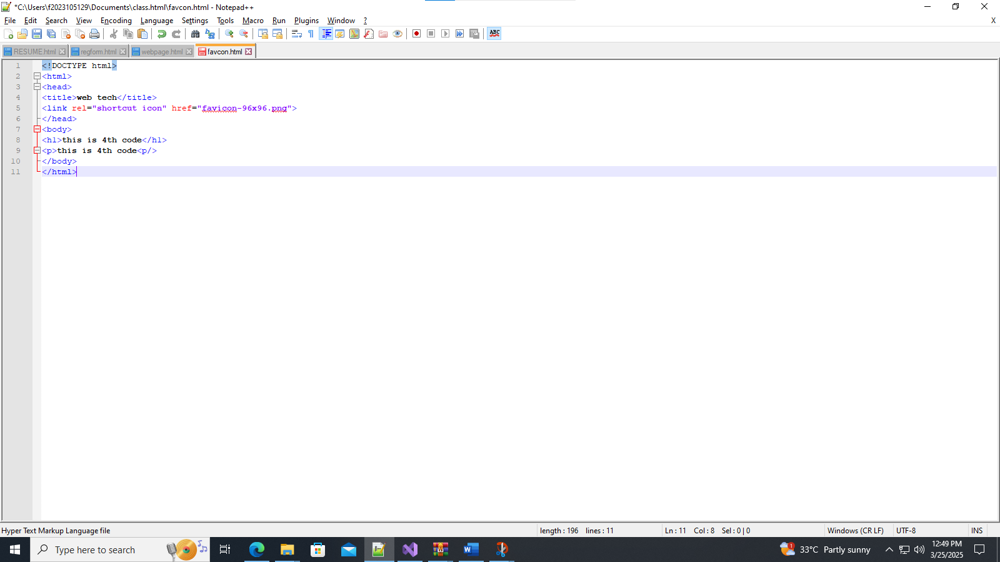 *C:\Users\f2023105129\Documents\class.html\favcon.html - Notepad++
File Edit Search View Encoding Language Settings Tools Macro Run Plugins Window ? X
ABC
RESUME.html regform.html webpage.html favcon.html
1 <!DOCTYPE html>
2 <html>
3 <head>
4 <title>web tech</title>
5 <link rel="shortcut icon" href="favicon-96x96.png">
6 </head>
7 <body>
8 <h1>this is 4th code</h1>
9 <p>this is 4th code<p/>
10 </body>
11 </html>
Hyper Text Markup Language file length : 196 lines : 11 Ln : 11 Col : 8 Sel : 0 | 0 Windows (CR LF) UTF-8 INS
Type here to search 1 33°C Partly sunny 12:49 PM
3/25/2025